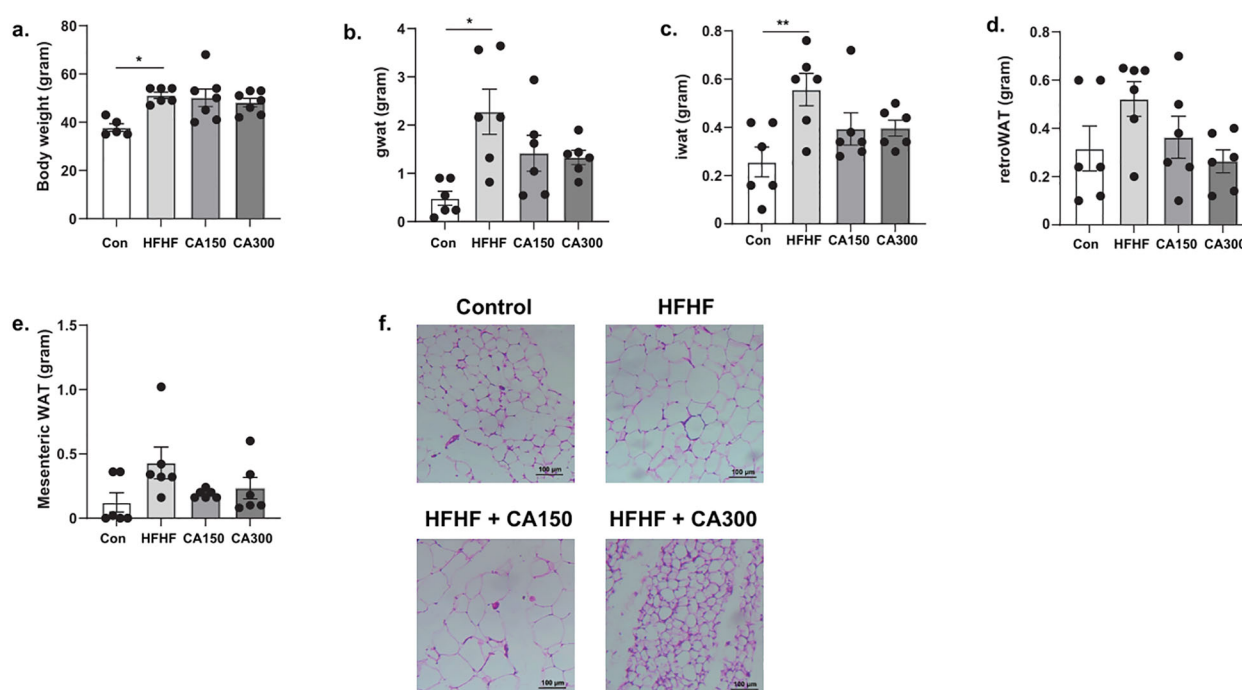 a.
Body weight (gram)
80
60
40
20
0
*
Con HFHF CA150 CA300
b.
gwat (gram)
4
3
2
1
0
*
Con HFHF CA150 CA300
c.
iwat (gram)
0.8
0.6
0.4
0.2
0
**
Con HFHF CA150 CA300
d.
retroWAT (gram)
0.8
0.6
0.4
0.2
0
Con HFHF CA150 CA300
e.
Mesenteric WAT (gram)
1.5
1.0
0.5
0
Con HFHF CA150 CA300
f.
Control HFHF
100 µm 100 µm
HFHF + CA150 HFHF + CA300
100 µm 100 µm